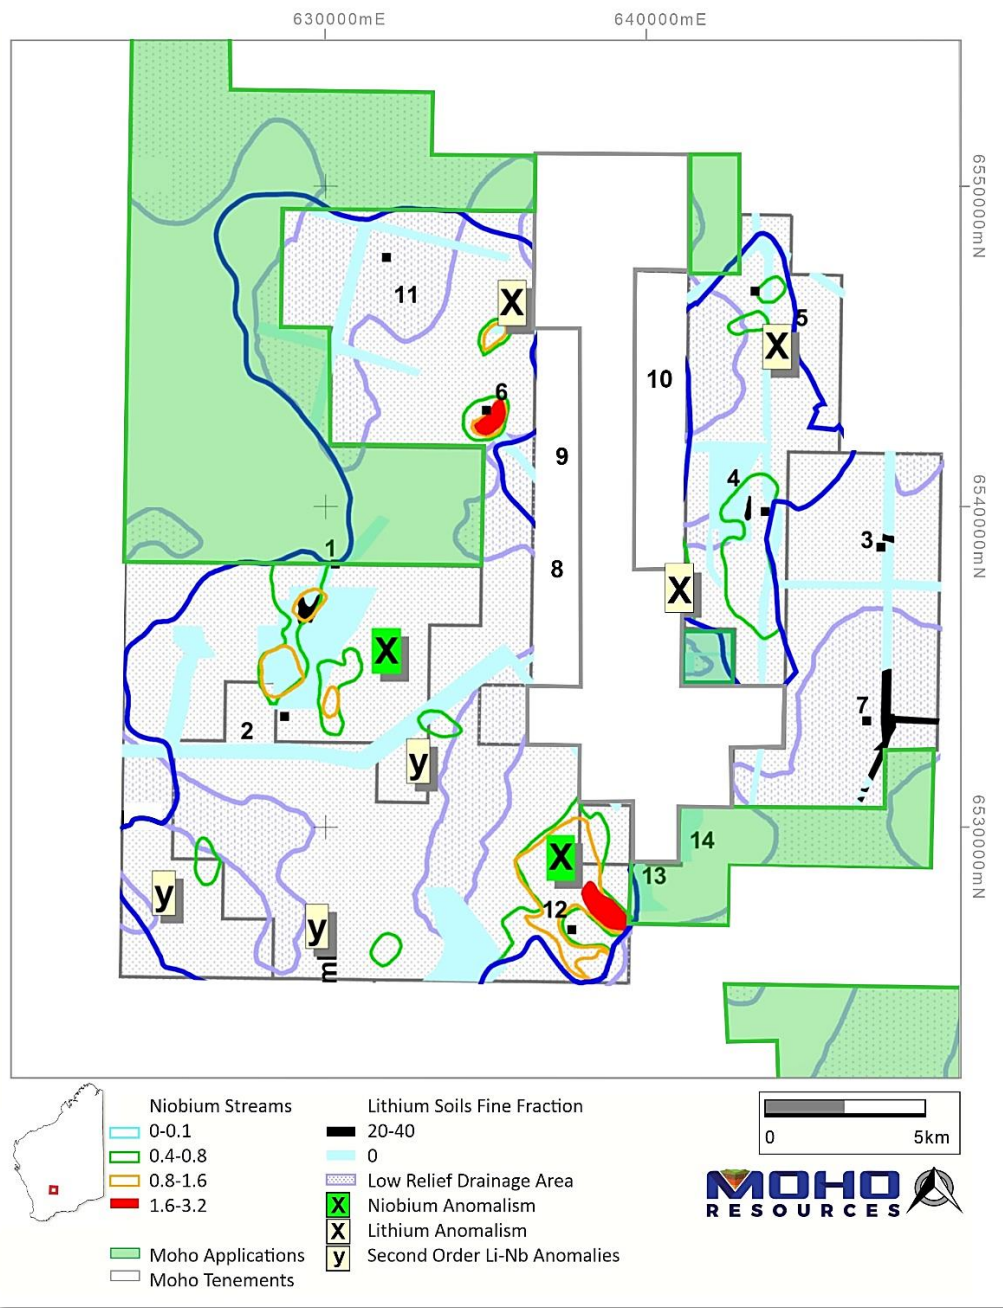 630000mE 640000mE
6550000mN
11
X
5
X
10
6
9
4
6540000mN
3
1
8
X
X
7
2
y
6530000mN
14
X
13
y
12
y
ml
Niobium Streams
0-0.1
0.4-0.8
0.8-1.6
1.6-3.2
Moho Applications
Moho Tenements
Lithium Soils Fine Fraction
20-40
0
Low Relief Drainage Area
X Niobium Anomalism
X Lithium Anomalism
y Second Order Li-Nb Anomalies
0 5km
MOHO
RESOURCES